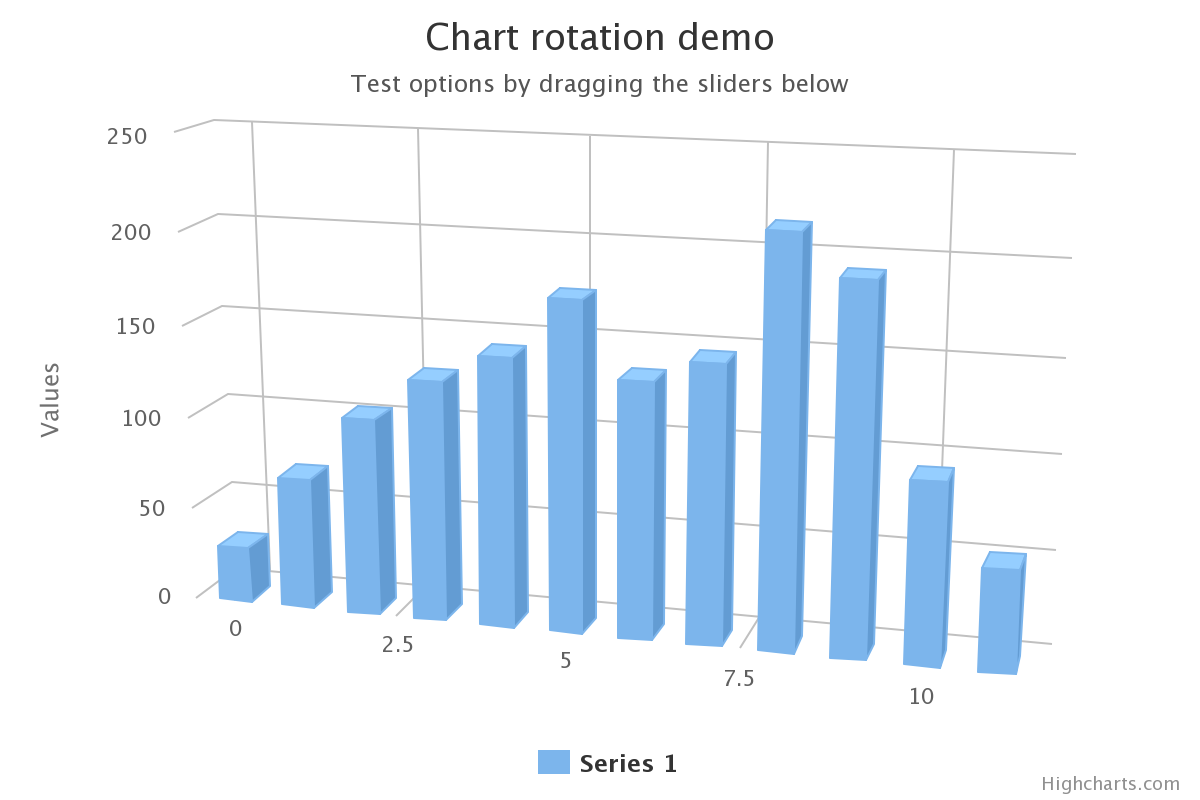 Chart rotation demo
Test options by dragging the sliders below
250
200
150
100
50
0
Values
0
2.5
5
7.5
10
Series 1
Highcharts.com